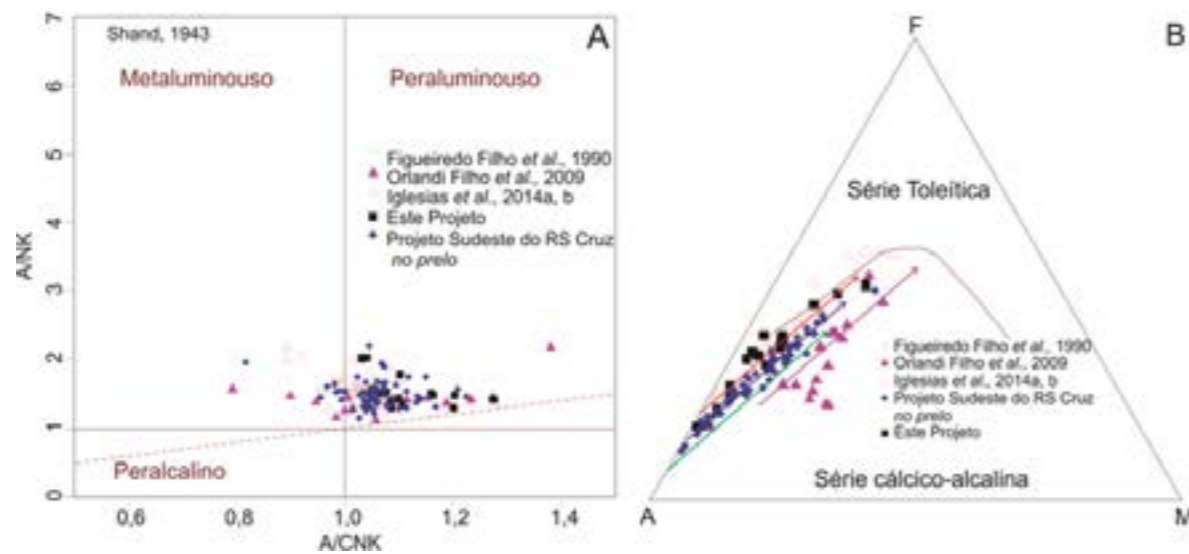 Shand, 1943
A
Metaluminouso
Peraluminouso
Figueiredo Filho et al., 1990
Orlandi Filho et al., 2009
Iglesias et al., 2014a, b
Este Projeto
Projeto Sudeste do RS Cruz
no prelo
Peralcalino
A/NK
7
6
5
4
3
2
1
0
0,6
0,8
1,0
1,2
1,4
A/CNK
B
F
Série Toleítica
Figueiredo Filho et al., 1990
Orlandi Filho et al., 2009
Iglesias et al., 2014a, b
Projeto Sudeste do RS Cruz
no prelo
Este Projeto
Série cálcico-alcalina
A
M